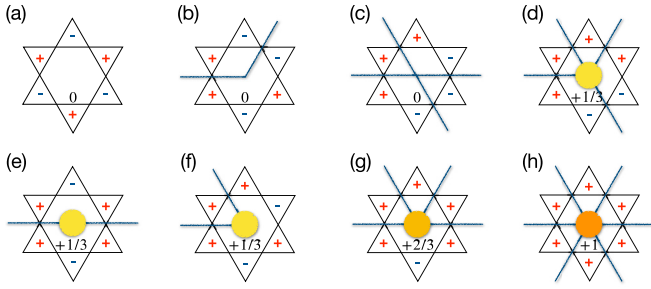 (a) (b) (c) (d)
- - + +
+ + + - + - + +
- - + + + - + -
0 0 0 +1/3
+ - - -
(e) (f) (g) (h)
- + + +
+ + + - + + + +
+ + + + + + + +
+1/3 +1/3 +2/3 +1
- - - +